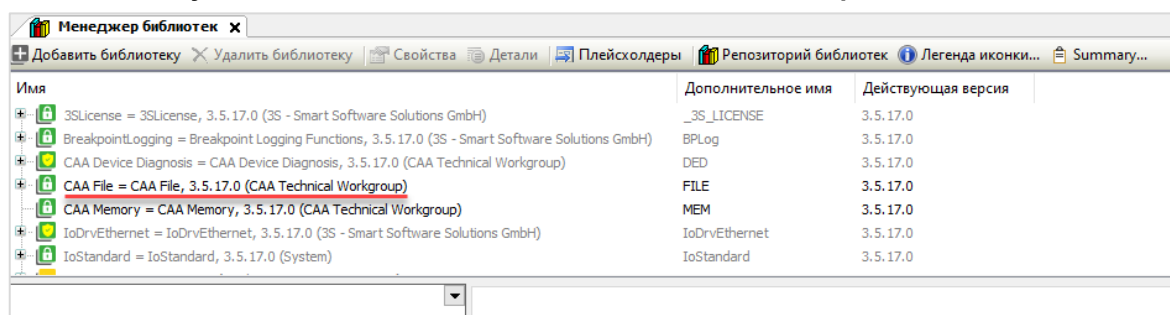 Менеджер библиотек
Добавить библиотеку Удалить библиотеку Свойства Детали Плейсхолдеры Репозиторий библиотек Легенда иконки... Summary...
Имя Дополнительное имя Действующая версия
3SLicense = 3SLicense, 3.5.17.0 (3S - Smart Software Solutions GmbH) _3S_LICENSE 3.5.17.0
BreakpointLogging = Breakpoint Logging Functions, 3.5.17.0 (3S - Smart Software Solutions GmbH) BPLog 3.5.17.0
CAA Device Diagnosis = CAA Device Diagnosis, 3.5.17.0 (CAA Technical Workgroup) DED 3.5.17.0
CAA File = CAA File, 3.5.17.0 (CAA Technical Workgroup) FILE 3.5.17.0
CAA Memory = CAA Memory, 3.5.17.0 (CAA Technical Workgroup) MEM 3.5.17.0
IoDrvEthernet = IoDrvEthernet, 3.5.17.0 (3S - Smart Software Solutions GmbH) IoDrvEthernet 3.5.17.0
IoStandard = IoStandard, 3.5.17.0 (System) IoStandard 3.5.17.0